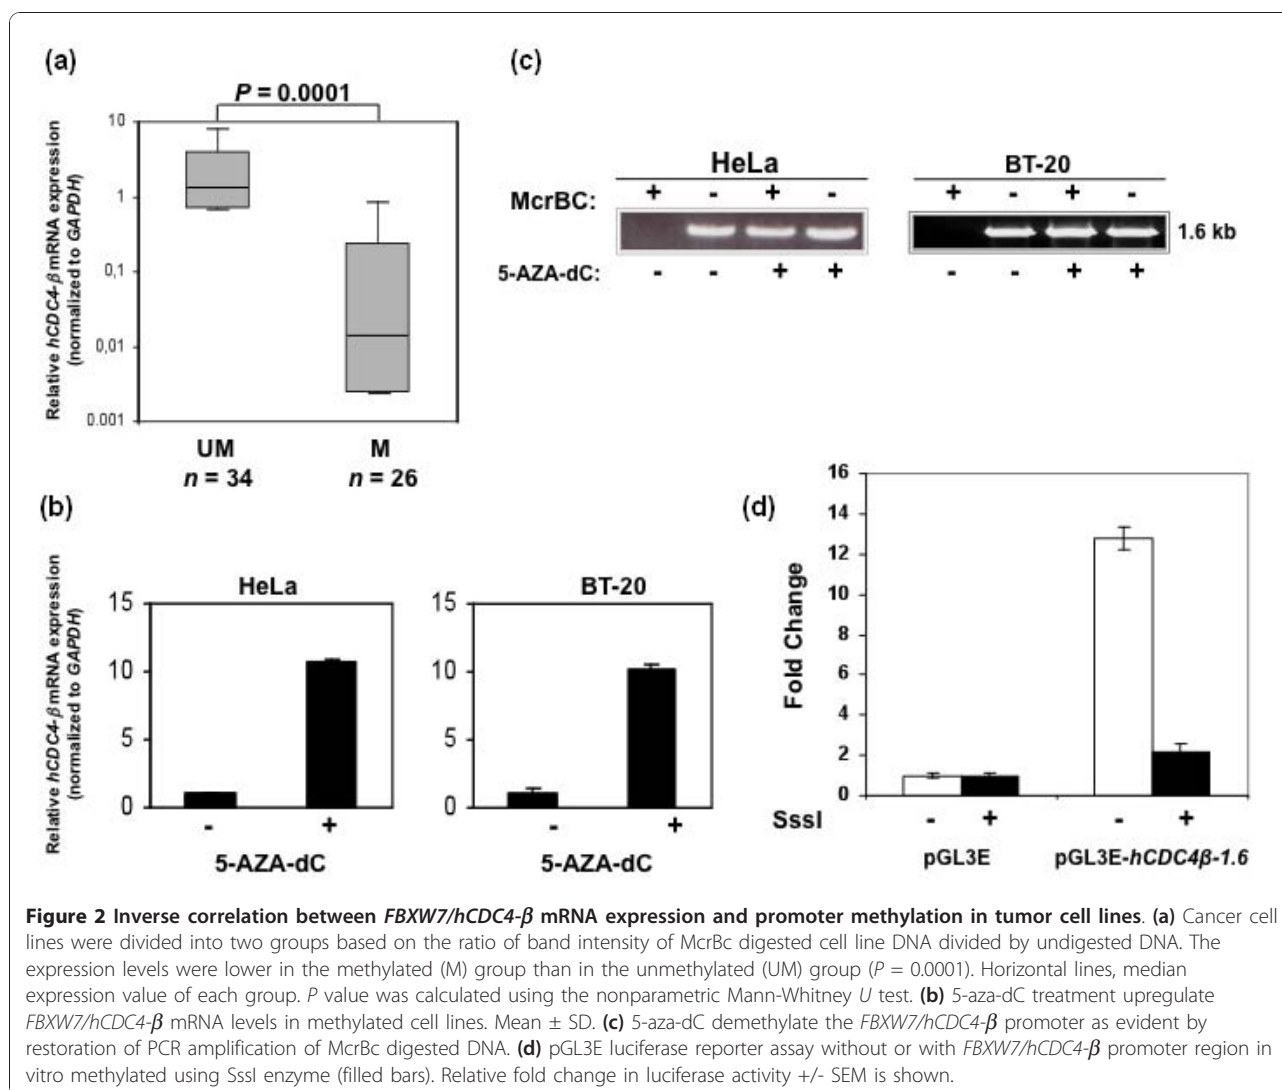 (a)
P = 0.0001
Relative hCDC4-β mRNA expression
(normalized to GAPDH)
10
1
0,1
0,01
0.001
UM
n = 34
M
n = 26
(c)
HeLa
BT-20
McrBC:
+ - + -
+ - + -
1.6 kb
5-AZA-dC:
- - + +
- - + +
(b)
Relative hCDC4-β mRNA expression
(normalized to GAPDH)
HeLa
15
10
5
0
- +
5-AZA-dC
BT-20
15
10
5
0
- +
5-AZA-dC
(d)
Fold Change
16
14
12
10
8
6
4
2
0
SssI
- + - +
pGL3E
pGL3E-hCDC4β-1.6
Figure 2 Inverse correlation between FBXW7/hCDC4-β mRNA expression and promoter methylation in tumor cell lines. (a) Cancer cell
lines were divided into two groups based on the ratio of band intensity of McrBc digested cell line DNA divided by undigested DNA. The
expression levels were lower in the methylated (M) group than in the unmethylated (UM) group (P = 0.0001). Horizontal lines, median
expression value of each group. P value was calculated using the nonparametric Mann-Whitney U test. (b) 5-aza-dC treatment upregulate
FBXW7/hCDC4-β mRNA levels in methylated cell lines. Mean ± SD. (c) 5-aza-dC demethylate the FBXW7/hCDC4-β promoter as evident by
restoration of PCR amplification of McrBc digested DNA. (d) pGL3E luciferase reporter assay without or with FBXW7/hCDC4-β promoter region in
vitro methylated using SssI enzyme (filled bars). Relative fold change in luciferase activity +/- SEM is shown.